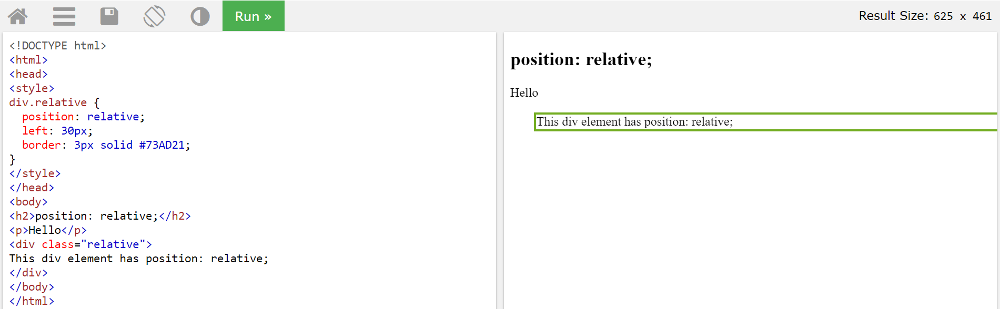 Run »
Result Size: 625 x 461
<!DOCTYPE html>
<html>
<head>
<style>
div.relative {
  position: relative;
  left: 30px;
  border: 3px solid #73AD21;
}
</style>
</head>
<body>
<h2>position: relative;</h2>
<p>Hello</p>
<div class="relative">
This div element has position: relative;
</div>
</body>
</html>
position: relative;
Hello
This div element has position: relative;